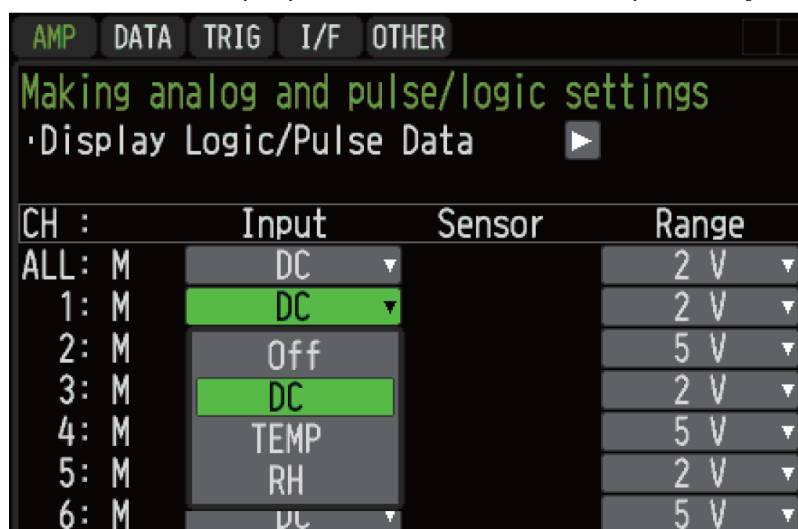 AMP DATA TRIG I/F OTHER
Making analog and pulse/logic settings
·Display Logic/Pulse Data
CH : Input Sensor Range
ALL: M DC 2 V
1: M DC 2 V
2: M Off 5 V
3: M DC 2 V
4: M TEMP 5 V
5: M RH 2 V
6: M DC 5 V